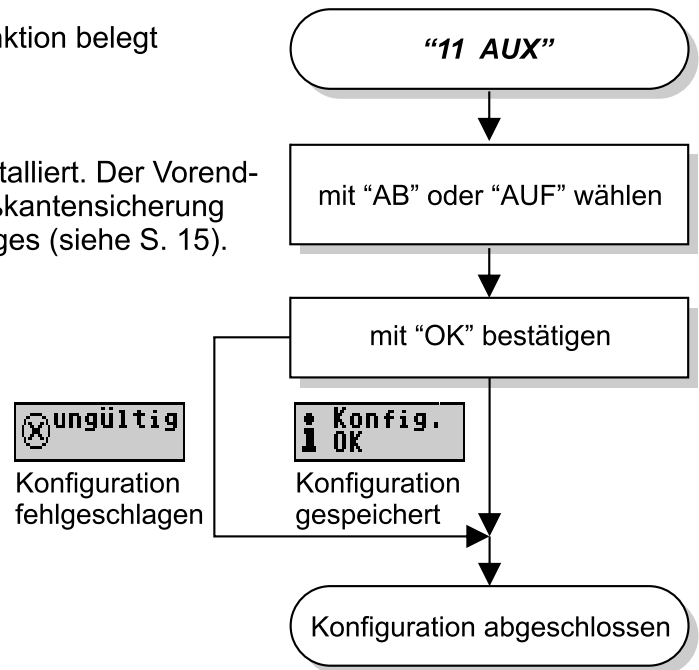 ktion belegt
talliert. Der Vorend-
kantensicherung
ges (siehe S. 15).
“11 AUX”
mit “AB” oder “AUF” wählen
mit “OK” bestätigen
ungültig
Konfiguration
fehlgeschlagen
Konfig.
OK
Konfiguration
gespeichert
Konfiguration abgeschlossen